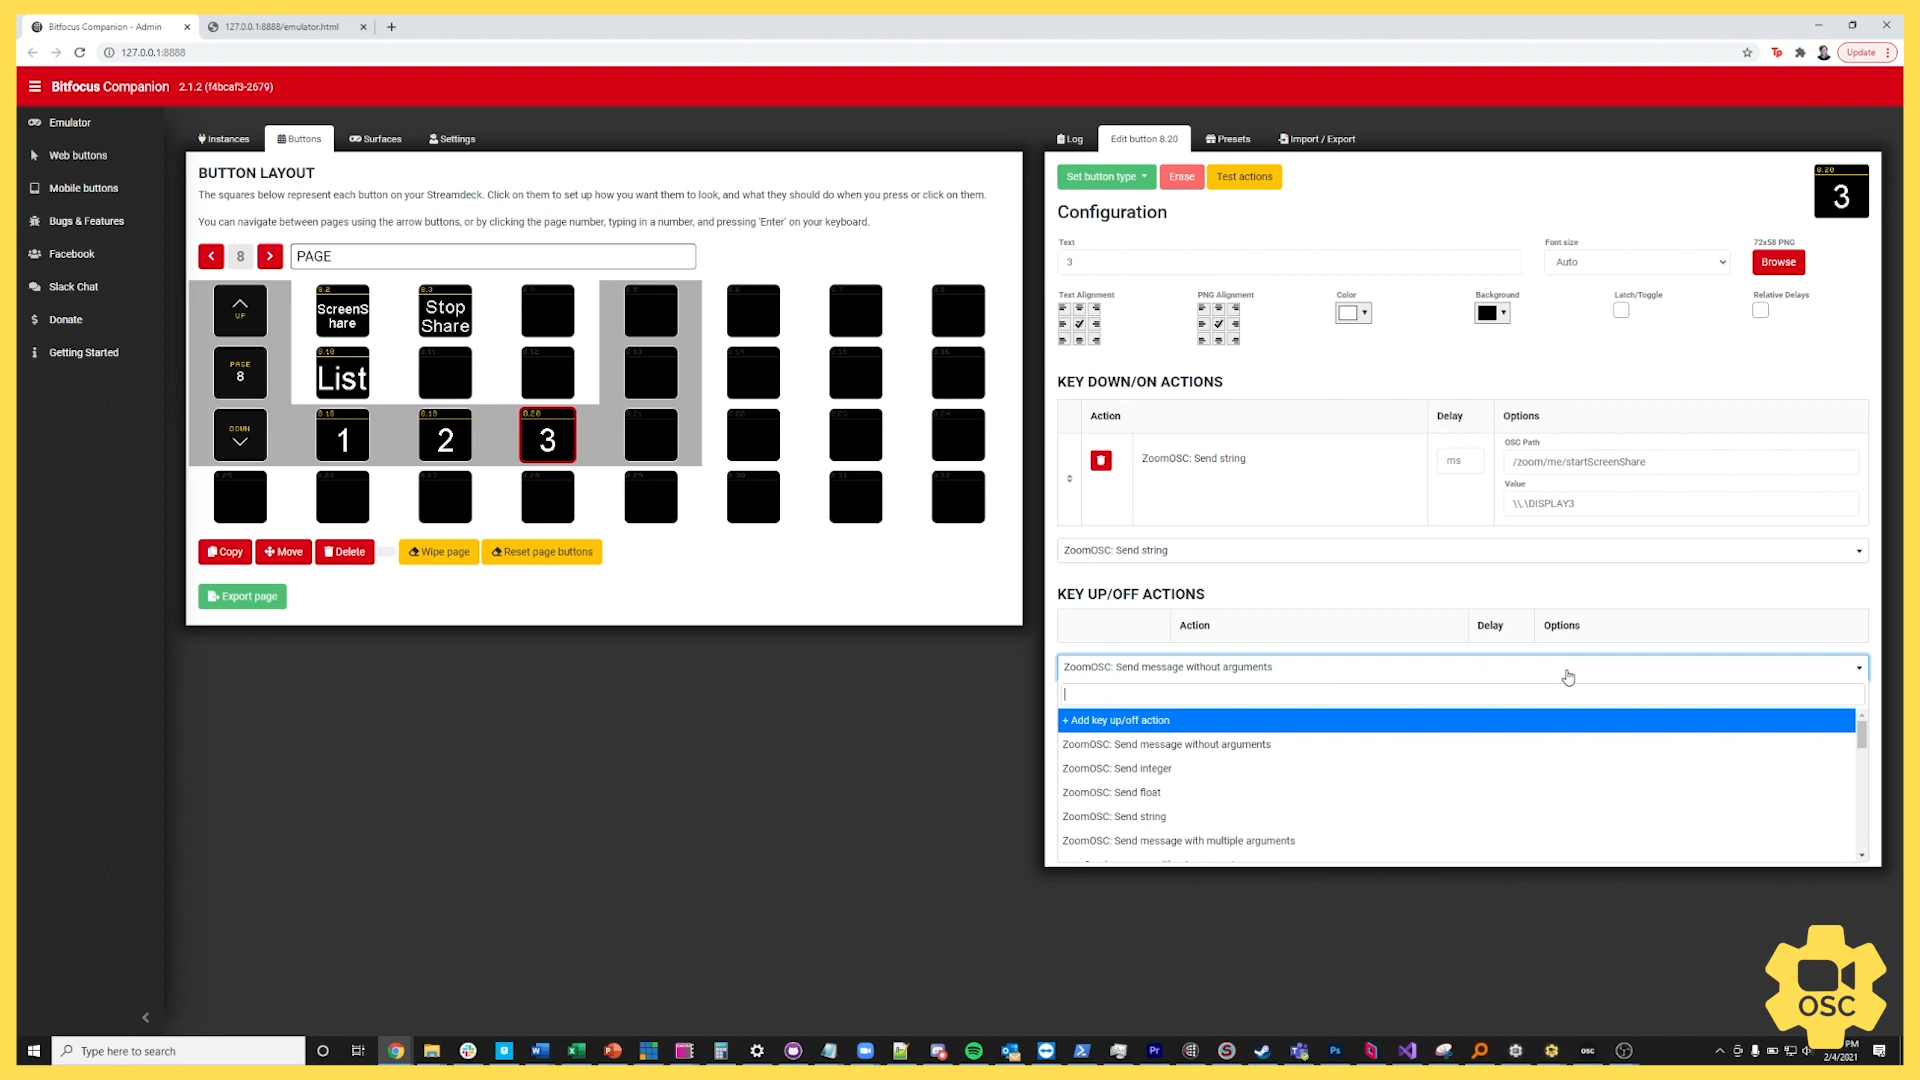 Bitfocus Companion - Admin
127.0.0.1:8888/emulator.html
127.0.0.1:8888
Update
Bitfocus Companion 2.1.2 (f4bcaf3-2679)
Emulator
Web buttons
Mobile buttons
Bugs & Features
Facebook
Slack Chat
Donate
Getting Started
Instances
Buttons
Surfaces
Settings
BUTTON LAYOUT
The squares below represent each button on your Streamdeck. Click on them to set up how you want them to look, and what they should do when you press or click on them.
You can navigate between pages using the arrow buttons, or by clicking the page number, typing in a number, and pressing 'Enter' on your keyboard.
8
PAGE
UP
8.2
ScreenS
hare
8.3
Stop
Share
PAGE
8
8.10
List
DOWN
1
2
8.20
3
Copy
Move
Delete
Wipe page
Reset page buttons
Export page
Log
Edit button 8.20
Presets
Import / Export
Set button type
Erase
Test actions
8.20
3
Configuration
Text
3
Font size
Auto
72x58 PNG
Browse
Text Alignment
PNG Alignment
Color
Background
Latch/Toggle
Relative Delays
KEY DOWN/ON ACTIONS
Action
Delay
Options
ZoomOSC: Send string
ms
OSC Path
/zoom/me/startScreenShare
Value
\\.\DISPLAY3
ZoomOSC: Send string
KEY UP/OFF ACTIONS
Action
Delay
Options
ZoomOSC: Send message without arguments
+ Add key up/off action
ZoomOSC: Send message without arguments
ZoomOSC: Send integer
ZoomOSC: Send float
ZoomOSC: Send string
ZoomOSC: Send message with multiple arguments
OSC
Type here to search
PM
2/4/2021